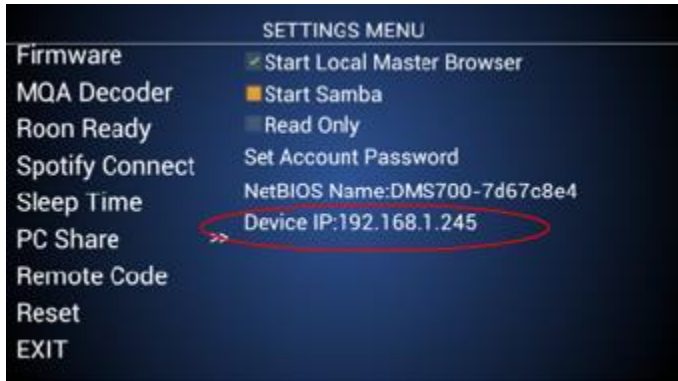 SETTINGS MENU
Firmware
MQA Decoder
Roon Ready
Spotify Connect
Sleep Time
PC Share >>
Remote Code
Reset
EXIT
Start Local Master Browser
Start Samba
Read Only
Set Account Password
NetBIOS Name:DMS700-7d67c8e4
Device IP:192.168.1.245